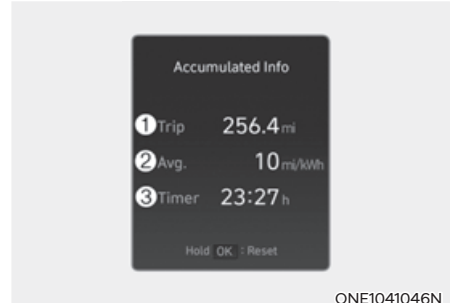 Accumulated Info
① Trip 256.4 mi
② Avg. 10 mi/kWh
③ Timer 23:27 h
Hold OK : Reset
ONE1041046N